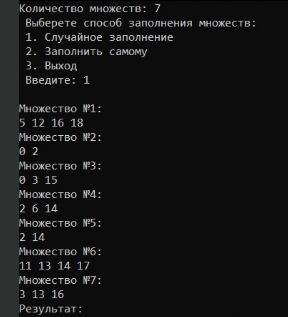 Количество множеств: 7
Выберете способ заполнения множеств:
1. Случайное заполнение
2. Заполнить самому
3. Выход
Введите: 1
Множество №1:
5 12 16 18
Множество №2:
0 2
Множество №3:
0 3 15
Множество №4:
2 6 14
Множество №5:
2 14
Множество №6:
11 13 14 17
Множество №7:
3 13 16
Результат: